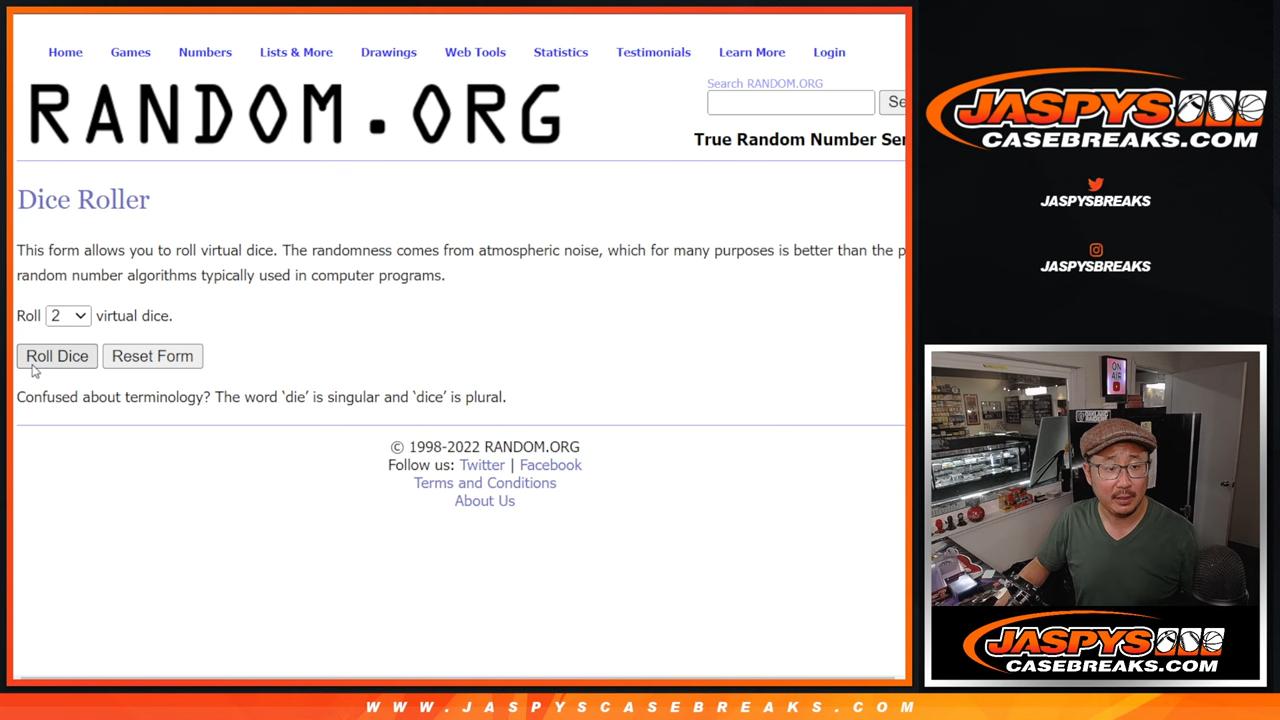 Home Games Numbers Lists & More Drawings Web Tools Statistics Testimonials Learn More Login
RANDOM.ORG
Search RANDOM.ORG
Se
True Random Number Ser
Dice Roller
This form allows you to roll virtual dice. The randomness comes from atmospheric noise, which for many purposes is better than the p
random number algorithms typically used in computer programs.
Roll 2 virtual dice.
Roll Dice Reset Form
Confused about terminology? The word ‘die’ is singular and ‘dice’ is plural.
© 1998-2022 RANDOM.ORG
Follow us: Twitter | Facebook
Terms and Conditions
About Us
JASPYS
CASEBREAKS.COM
JASPYSBREAKS
JASPYSBREAKS
ON
AIR
JASPYS
CASEBREAKS.COM
WWW.JASPYSCASEBREAKS.COM